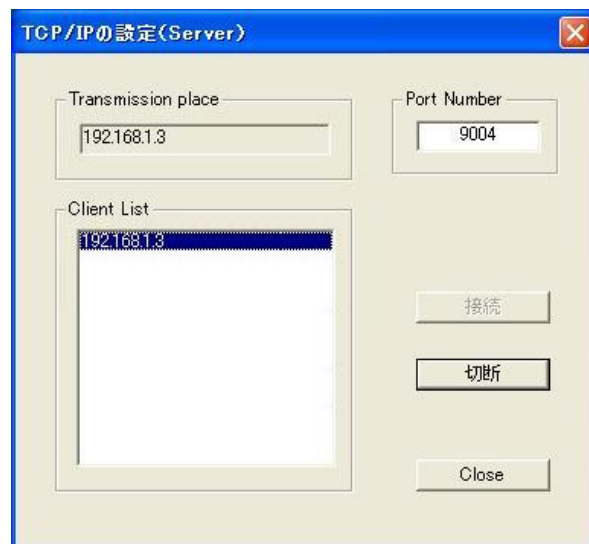 TCP/IPの設定(Server)
Transmission place
192.168.1.3
Port Number
9004
Client List
192.168.1.3
接続
切断
Close